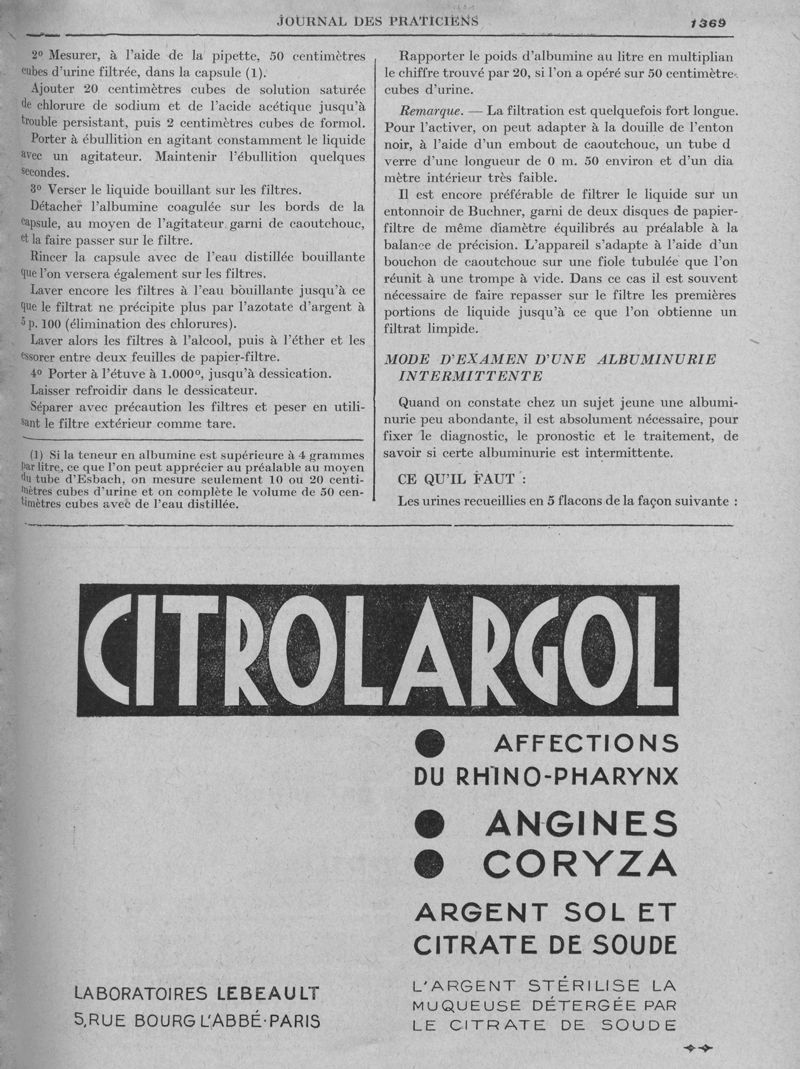 JOURNAL DES PRATICIENS
1369
2º Mesurer, à l'aide de la pipette, 50 centimètres
cubes d'urine filtrée, dans la capsule (1).
Ajouter 20 centimètres cubes de solution saturée
de chlorure de sodium et de l'acide acétique jusqu'à
trouble persistant, puis 2 centimètres cubes de formol.
Porter à ébullition en agitant constamment le liquide
avec un agitateur. Maintenir l'ébullition quelques
secondes.
3º Verser le liquide bouillant sur les filtres.
Détacher l'albumine coagulée sur les bords de la
capsule, au moyen de l'agitateur garni de caoutchouc,
et la faire passer sur le filtre.
Rincer la capsule avec de l'eau distillée bouillante
que l'on versera également sur les filtres.
Laver encore les filtres à l'eau bouillante jusqu'à ce
que le filtrat ne précipite plus par l'azotate d'argent à
5 p. 100 (élimination des chlorures).
Laver alors les filtres à l'alcool, puis à l'éther et les
essorer entre deux feuilles de papier-filtre.
4º Porter à l'étuve à 1.000º, jusqu'à dessication.
Laisser refroidir dans le dessicateur.
Séparer avec précaution les filtres et peser en utili-
sant le filtre extérieur comme tare.
(1) Si la teneur en albumine est supérieure à 4 grammes
par litre, ce que l'on peut apprécier au préalable au moyen
du tube d'Esbach, on mesure seulement 10 ou 20 centi-
mètres cubes d'urine et on complète le volume de 50 cen-
timètres cubes avec de l'eau distillée.
Rapporter le poids d'albumine au litre en multiplian
le chiffre trouvé par 20, si l'on a opéré sur 50 centimètre
cubes d'urine.
Remarque. — La filtration est quelquefois fort longue.
Pour l'activer, on peut adapter à la douille de l'enton
noir, à l'aide d'un embout de caoutchouc, un tube d
verre d'une longueur de 0 m. 50 environ et d'un dia
mètre intérieur très faible.
Il est encore préférable de filtrer le liquide sur un
entonnoir de Buchner, garni de deux disques de papier-
filtre de même diamètre équilibrés au préalable à la
balance de précision. L'appareil s'adapte à l'aide d'un
bouchon de caoutchouc sur une fiole tubulée que l'on
réunit à une trompe à vide. Dans ce cas il est souvent
nécessaire de faire repasser sur le filtre les premières
portions de liquide jusqu'à ce que l'on obtienne un
filtrat limpide.
MODE D'EXAMEN D'UNE ALBUMINURIE
INTERMITTENTE
Quand on constate chez un sujet jeune une albumi-
nurie peu abondante, il est absolument nécessaire, pour
fixer le diagnostic, le pronostic et le traitement, de
savoir si certe albuminurie est intermittente.
CE QU'IL FAUT :
Les urines recueillies en 5 flacons de la façon suivante :
CITROLARGOL
● AFFECTIONS
DU RHINO-PHARYNX
● ANGINES
● CORYZA
ARGENT SOL ET
CITRATE DE SOUDE
LABORATOIRES LEBEAULT
5, RUE BOURG L'ABBÉ·PARIS
L'ARGENT STÉRILISE LA
MUQUEUSE DÉTERGÉE PAR
LE CITRATE DE SOUDE